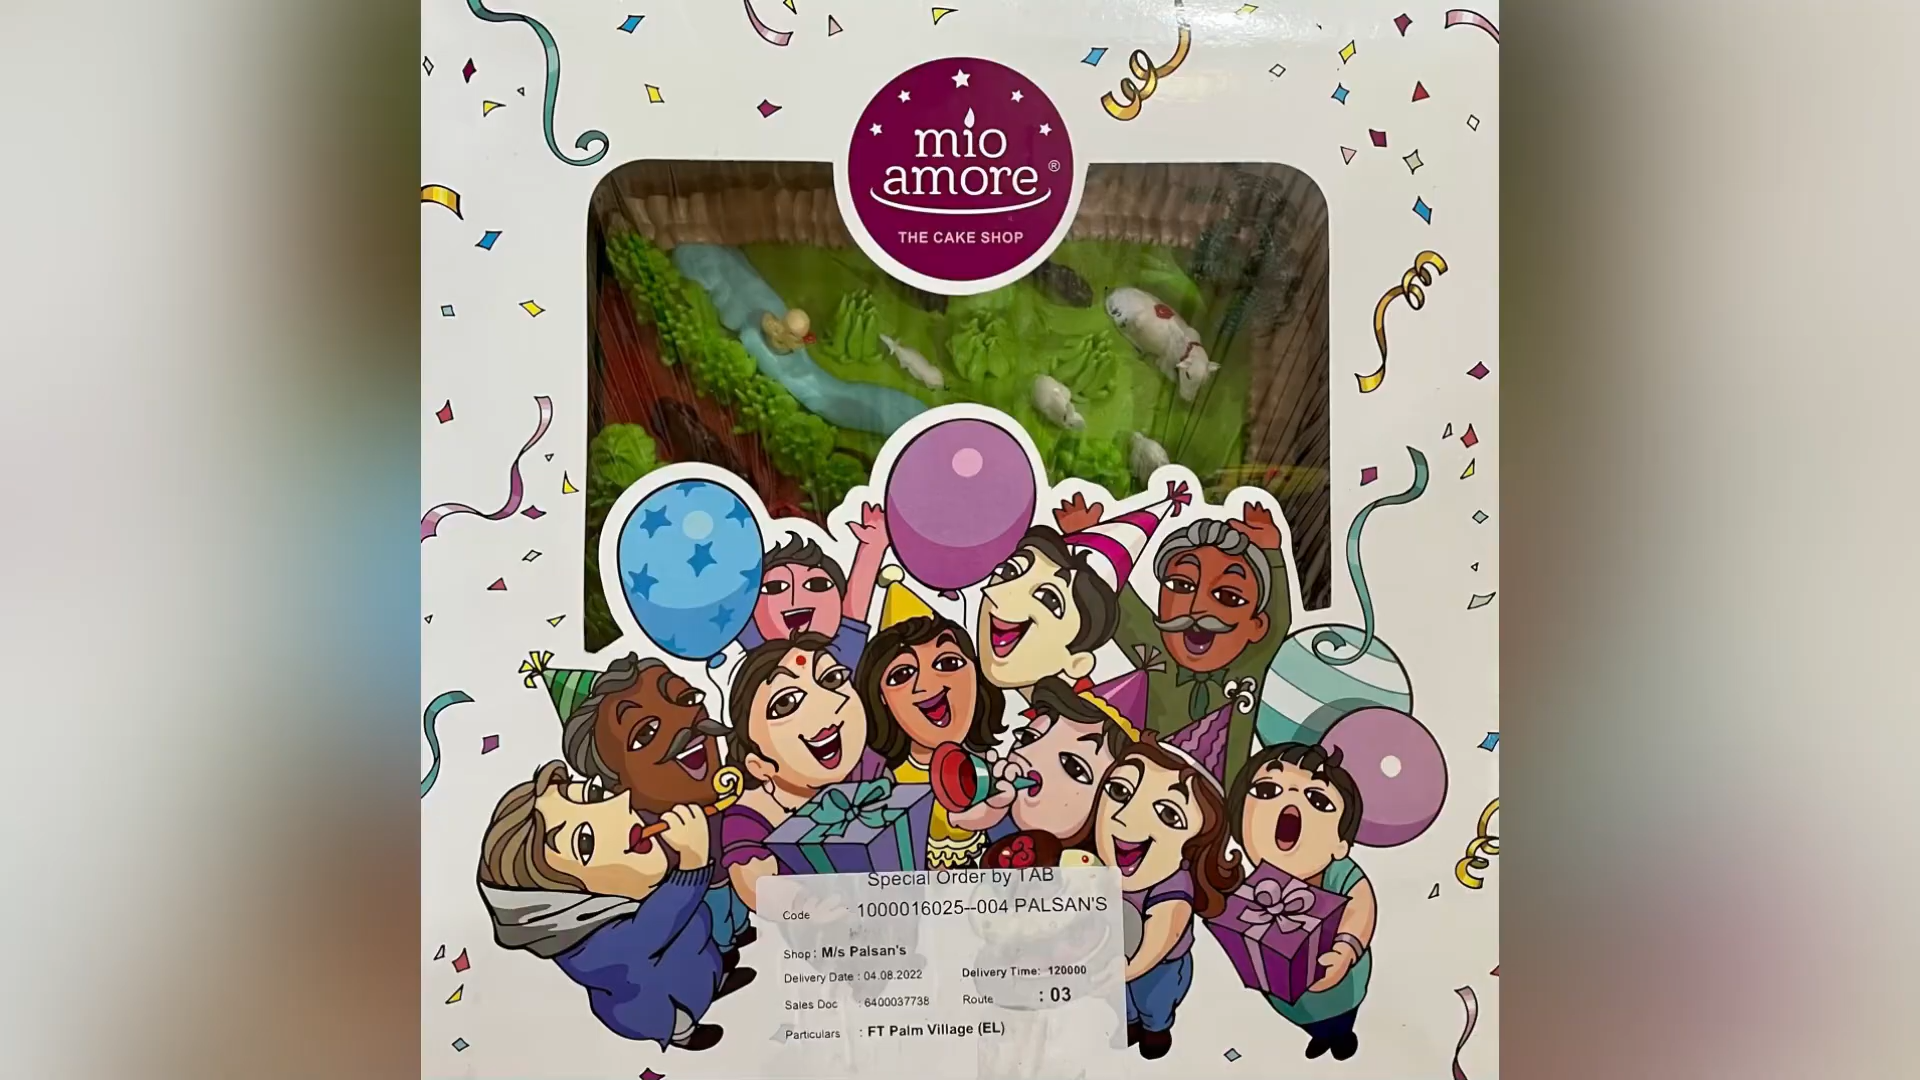 mio
amore®
THE CAKE SHOP
Special Order by TAB
Code : 1000016025--004 PALSAN'S
Shop : M/s Palsan's
Delivery Date : 04.08.2022 Delivery Time: 120000
Sales Doc : 6400037738 Route : 03
Particulars : FT Palm Village (EL)